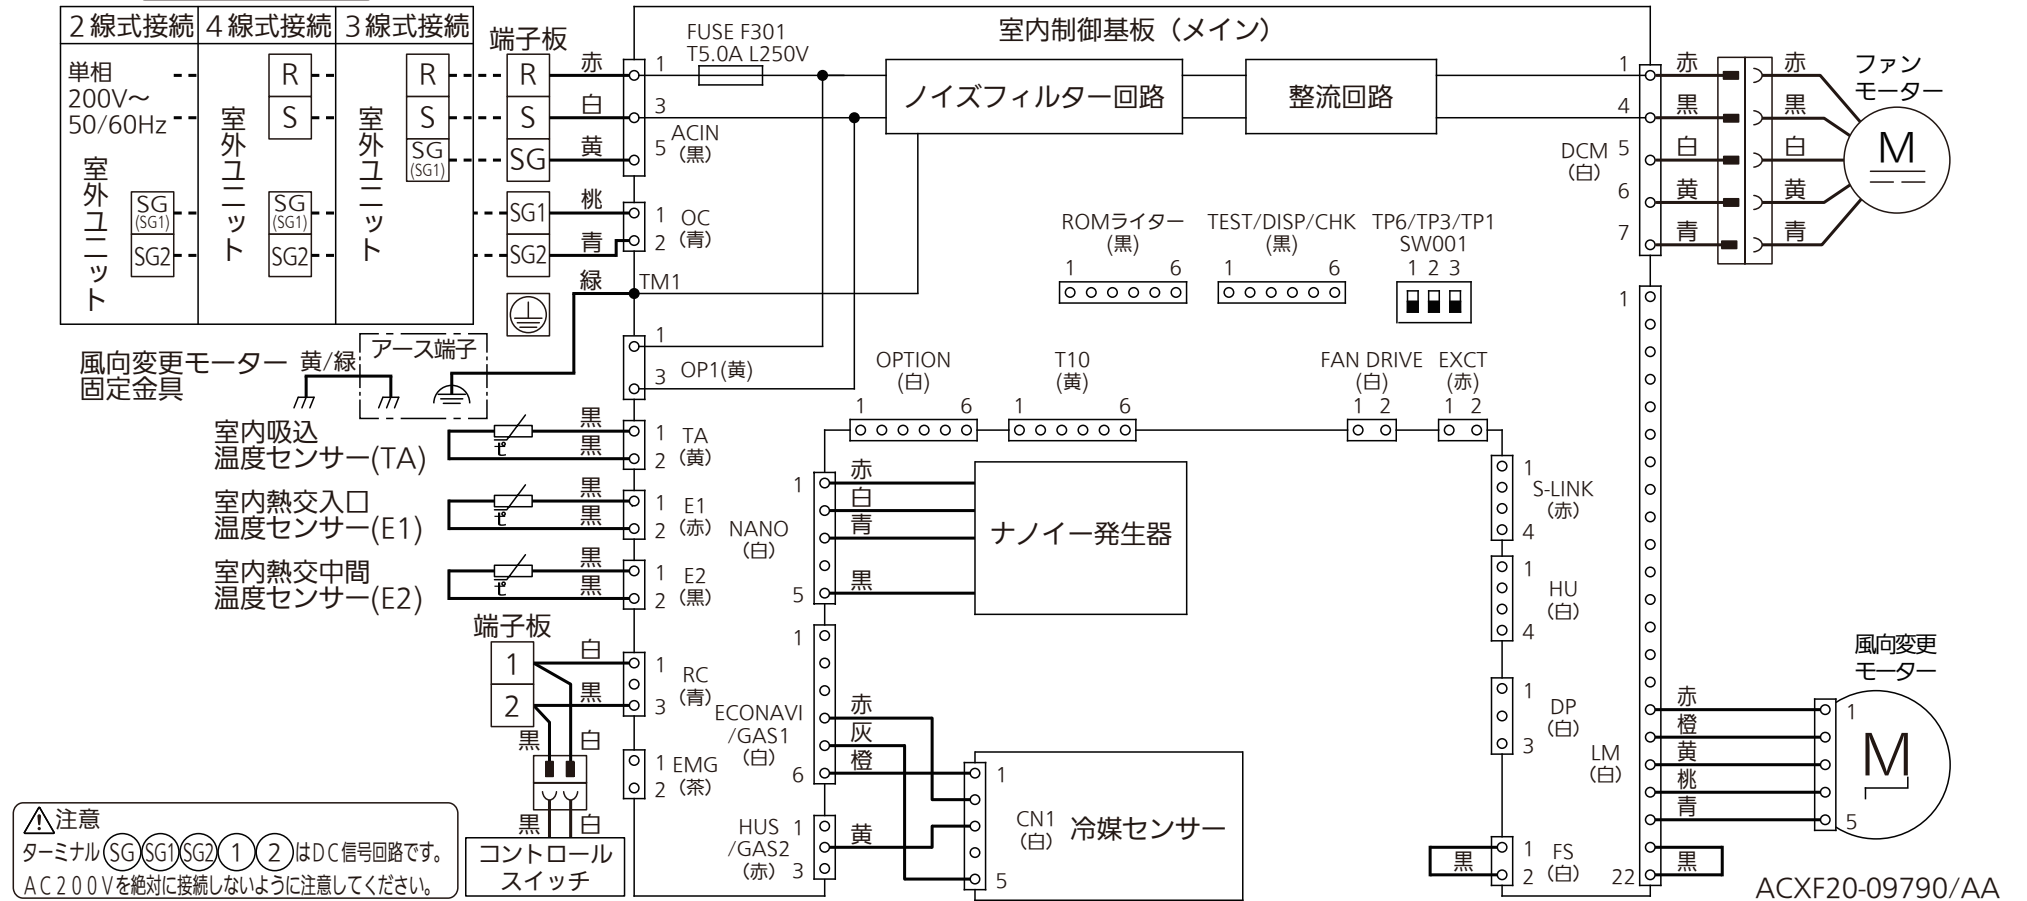 2線式接続
4線式接続
3線式接続
単相
200V～
50/60Hz
室外ユニット
SG
(SG1)
SG2
R
S
室外ユニット
SG
(SG1)
SG2
R
S
SG
(SG1)
室外ユニット
端子板
R
S
SG
SG1
SG2
赤
白
黄
桃
青
緑
室内制御基板（メイン）
FUSE F301
T5.0A L250V
1
3
5
ACIN
(黒)
1
2
OC
(青)
TM1
1
3
OP1(黄)
ノイズフィルター回路
整流回路
1
4
5
6
7
DCM
(白)
赤
黒
白
黄
青
赤
黒
白
黄
青
ファン
モーター
M
ROMライター
(黒)
1
6
TEST/DISP/CHK
(黒)
1
6
TP6/TP3/TP1
SW001
1 2 3
風向変更モーター
固定金具
黄/緑
アース端子
室内吸込
温度センサー(TA)
t°
黒
黒
1
2
TA
(黄)
室内熱交入口
温度センサー(E1)
t°
黒
黒
1
2
E1
(赤)
室内熱交中間
温度センサー(E2)
t°
黒
黒
1
2
E2
(黒)
端子板
1
2
白
黒
1
3
RC
(青)
黒
白
黒
白
コントロール
スイッチ
1
2
EMG
(茶)
OPTION
(白)
1
6
T10
(黄)
1
6
FAN DRIVE
(白)
1 2
EXCT
(赤)
1 2
NANO
(白)
1
5
赤
白
青
黒
ナノイー発生器
ECONAVI
/GAS1
(白)
1
6
赤
灰
橙
HUS
/GAS2
(赤)
1
3
黄
1
5
CN1
(白)
冷媒センサー
1
4
S-LINK
(赤)
1
4
HU
(白)
1
3
DP
(白)
黒
1
2
FS
(白)
1
22
LM
(白)
赤
橙
黄
桃
青
黒
風向変更
モーター
1
5
M
⚠注意
ターミナル(SG)(SG1)(SG2)(1)(2)はDC信号回路です。
AC200Vを絶対に接続しないように注意してください。
ACXF20-09790/AA